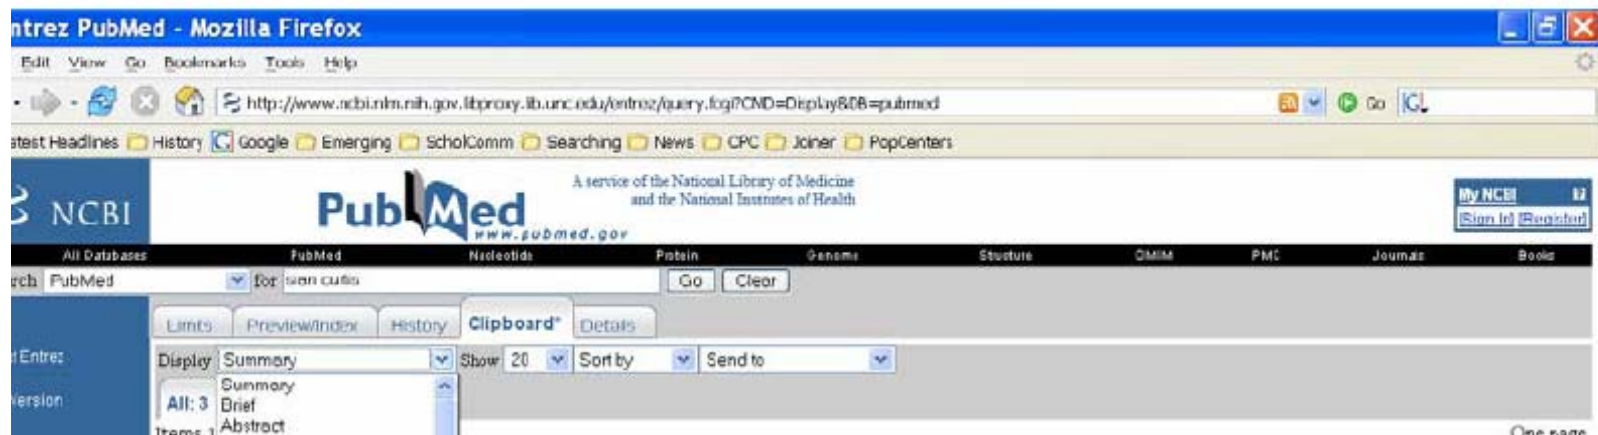 ntrez PubMed - Mozilla Firefox
Edit View Go Bookmarks Tools Help
http://www.ncbi.nlm.nih.gov.libproxy.lib.unc.edu/entrez/query.fcgi?CMD=Display&DB=pubmed Go
atest Headlines History Google Emerging ScholComm Searching News CPC Joiner PopCenters
NCBI
PubMed
www.pubmed.gov
A service of the National Library of Medicine
and the National Institutes of Health
My NCBI ?
[Sign In] [Register]
All Databases PubMed Nucleotide Protein Genome Structure OMIM PMC Journals Books
rch PubMed for sian curtis Go Clear
Limits Preview/Index History Clipboard* Details
Entrez Display Summary Show 20 Sort by Send to
Summary
ersion All: 3 Brief
Items 1 Abstract One page